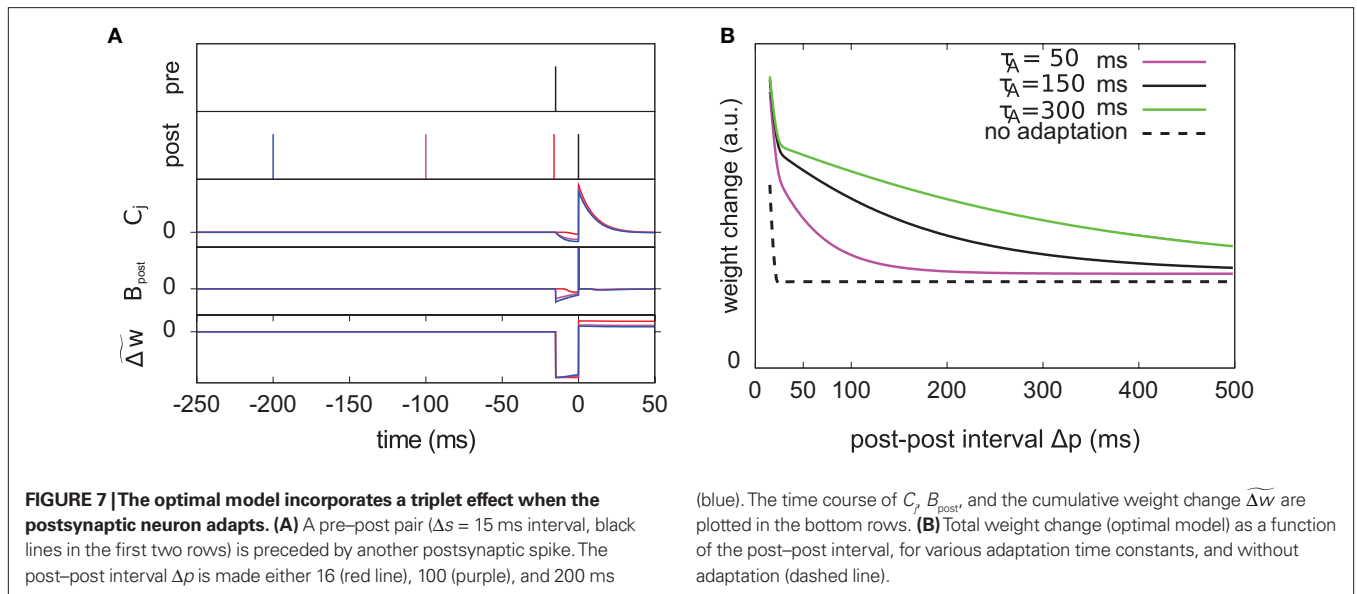 A
pre
post
C_j
0
B_post
0
Δ͠w
0
-250 -200 -150 -100 -50 0 50
time (ms)
B
τ_A = 50 ms
τ_A = 150 ms
τ_A = 300 ms
no adaptation
weight change (a.u.)
0
0 50 100 200 300 400 500
post-post interval Δp (ms)
FIGURE 7 | The optimal model incorporates a triplet effect when the
postsynaptic neuron adapts. (A) A pre–post pair (Δs = 15 ms interval, black
lines in the first two rows) is preceded by another postsynaptic spike. The
post–post interval Δp is made either 16 (red line), 100 (purple), and 200 ms
(blue). The time course of C_j, B_post, and the cumulative weight change Δ͠w are
plotted in the bottom rows. (B) Total weight change (optimal model) as a function
of the post–post interval, for various adaptation time constants, and without
adaptation (dashed line).